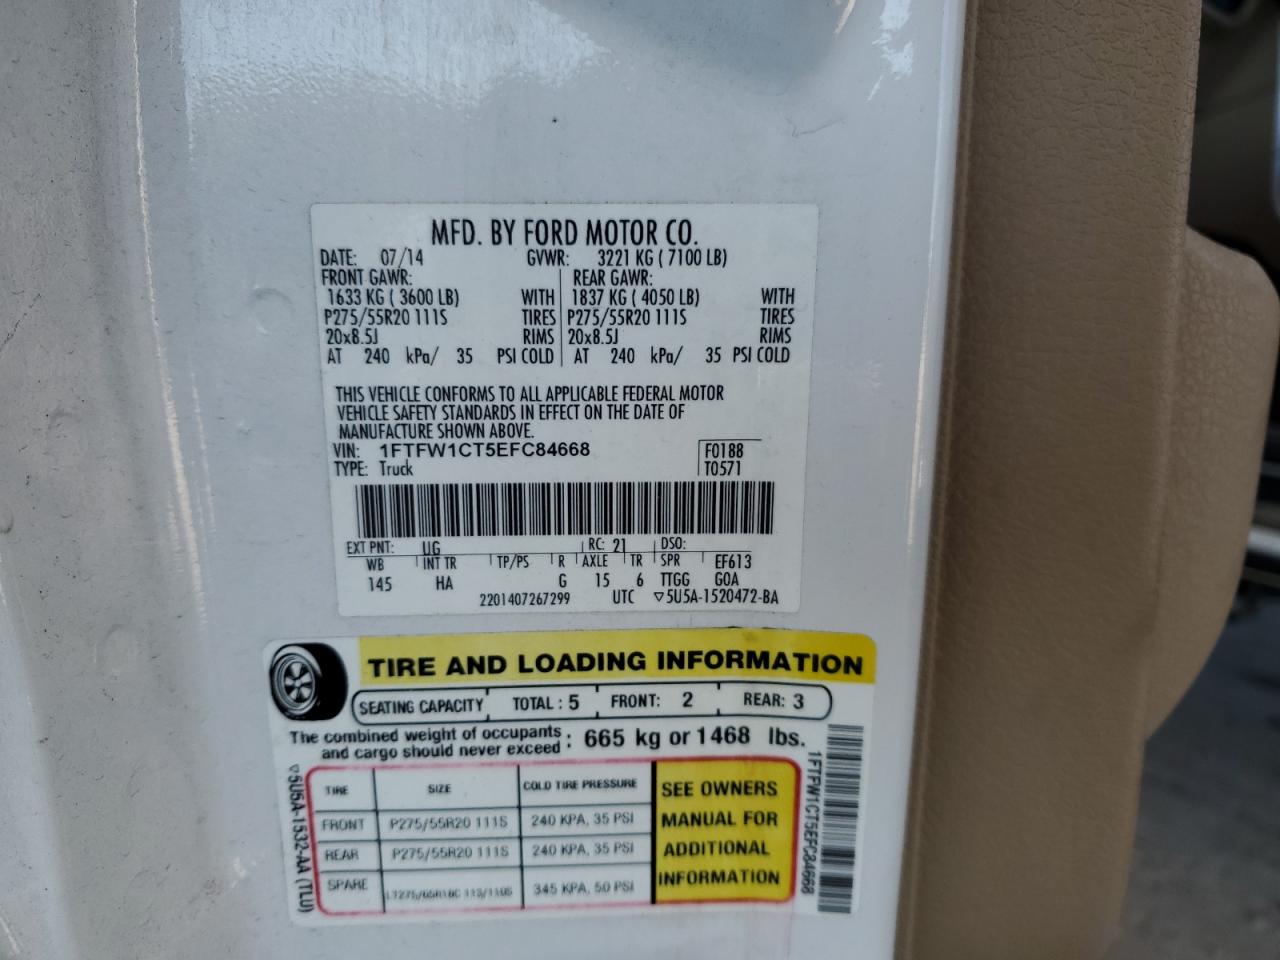 MFD. BY FORD MOTOR CO.
DATE: 07/14 GVWR: 3221 KG ( 7100 LB)
FRONT GAWR: REAR GAWR:
1633 KG ( 3600 LB) WITH 1837 KG ( 4050 LB) WITH
P275/55R20 111S TIRES P275/55R20 111S TIRES
20x8.5J RIMS 20x8.5J RIMS
AT 240 kPa/ 35 PSI COLD AT 240 kPa/ 35 PSI COLD
THIS VEHICLE CONFORMS TO ALL APPLICABLE FEDERAL MOTOR
VEHICLE SAFETY STANDARDS IN EFFECT ON THE DATE OF
MANUFACTURE SHOWN ABOVE.
VIN: 1FTFW1CT5EFC84668 F0188
TYPE: Truck T0571
EXT PNT: UG RC: 21 DSO:
WB INT TR TP/PS R AXLE TR SPR EF613
145 HA G 15 6 TTGG GOA
2201407267299 UTC ▽5U5A-1520472-BA
TIRE AND LOADING INFORMATION
SEATING CAPACITY TOTAL : 5 FRONT: 2 REAR: 3
The combined weight of occupants
and cargo should never exceed : 665 kg or 1468 lbs.
TIRE SIZE COLD TIRE PRESSURE
FRONT P275/55R20 111S 240 KPA, 35 PSI
REAR P275/55R20 111S 240 KPA, 35 PSI
SPARE LT275/65R18C 113/110S 345 KPA, 50 PSI
SEE OWNERS
MANUAL FOR
ADDITIONAL
INFORMATION
▽5U5A-1532-AA (TLU)
1FTFW1CT5EFC84668